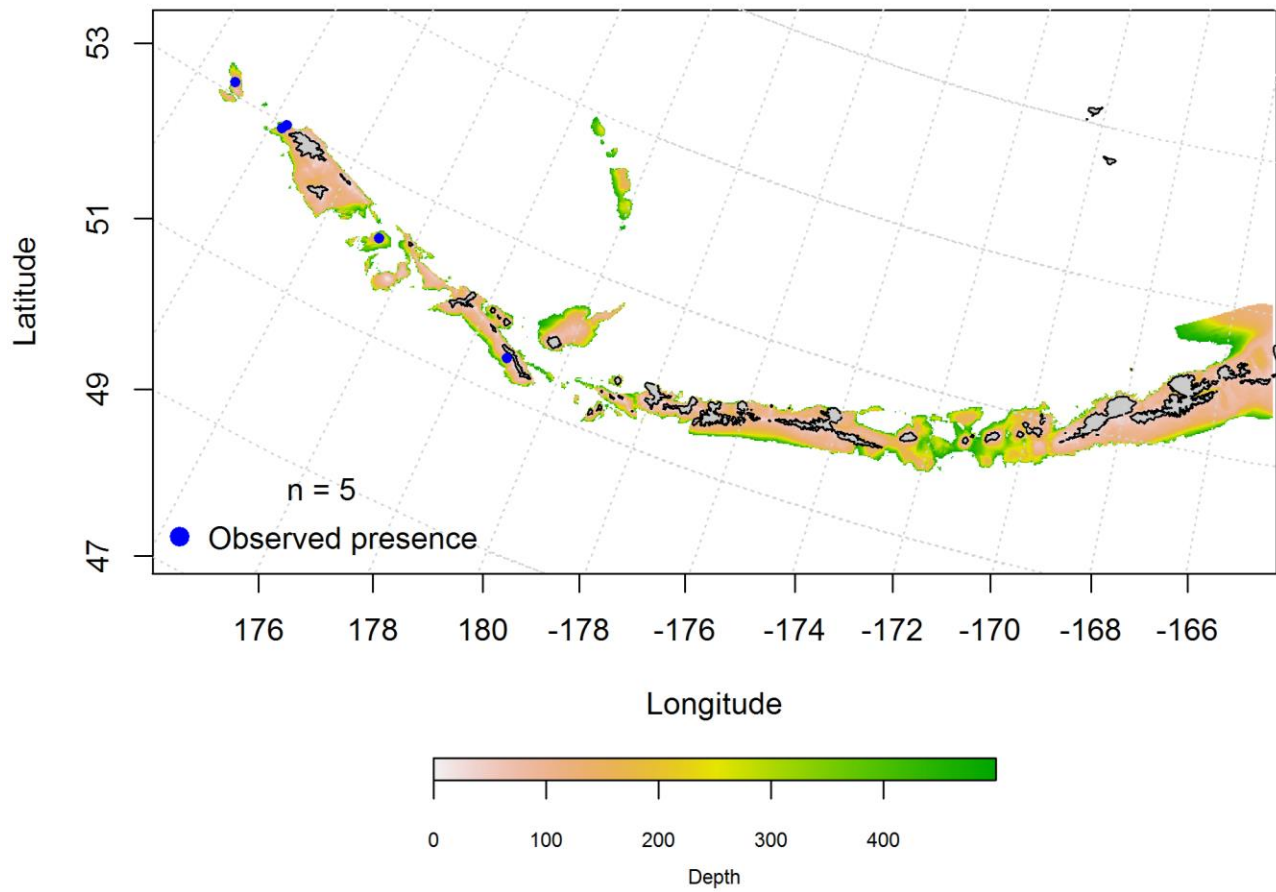 53
51
49
47
Latitude
n = 5
Observed presence
176 178 180 -178 -176 -174 -172 -170 -168 -166
Longitude
0 100 200 300 400
Depth